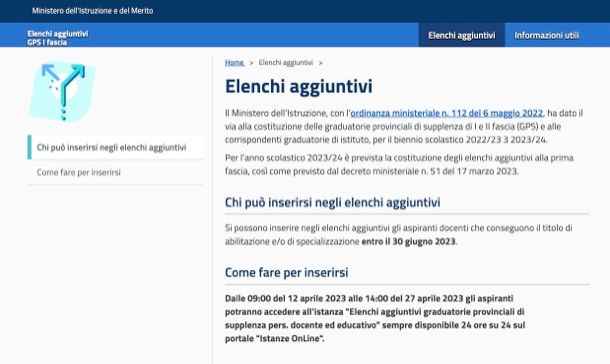 Ministero dell'Istruzione e del Merito
Elenchi aggiuntivi
GPS I fascia
Elenchi aggiuntivi
Informazioni utili
Home > Elenchi aggiuntivi >
Elenchi aggiuntivi
Il Ministero dell'Istruzione, con l'ordinanza ministeriale n. 112 del 6 maggio 2022, ha dato il
via alla costituzione delle graduatorie provinciali di supplenza di I e II fascia (GPS) e alle
corrispondenti graduatorie di istituto, per il biennio scolastico 2022/23 3 2023/24.
Per l'anno scolastico 2023/24 è prevista la costituzione degli elenchi aggiuntivi alla prima
fascia, così come previsto dal decreto ministeriale n. 51 del 17 marzo 2023.
Chi può inserirsi negli elenchi aggiuntivi
Come fare per inserirsi
Chi può inserirsi negli elenchi aggiuntivi
Si possono inserire negli elenchi aggiuntivi gli aspiranti docenti che conseguono il titolo di
abilitazione e/o di specializzazione entro il 30 giugno 2023.
Come fare per inserirsi
Dalle 09:00 del 12 aprile 2023 alle 14:00 del 27 aprile 2023 gli aspiranti
potranno accedere all'istanza "Elenchi aggiuntivi graduatorie provinciali di
supplenza pers. docente ed educativo" sempre disponibile 24 ore su 24 sul
portale "Istanze OnLine".